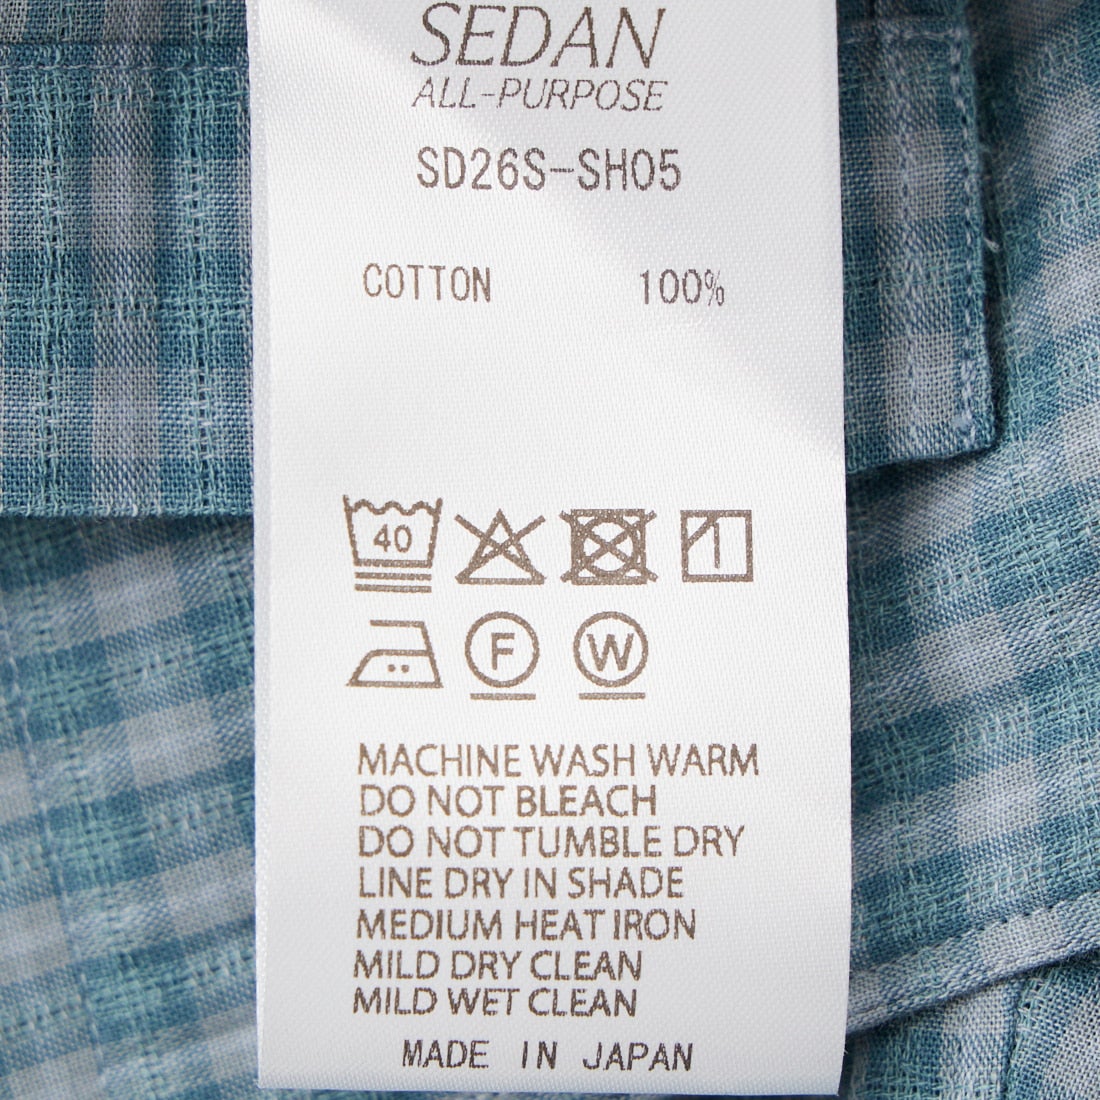 SEDAN
ALL-PURPOSE
SD26S-SH05
COTTON 100%
40
F W
MACHINE WASH WARM
DO NOT BLEACH
DO NOT TUMBLE DRY
LINE DRY IN SHADE
MEDIUM HEAT IRON
MILD DRY CLEAN
MILD WET CLEAN
MADE IN JAPAN